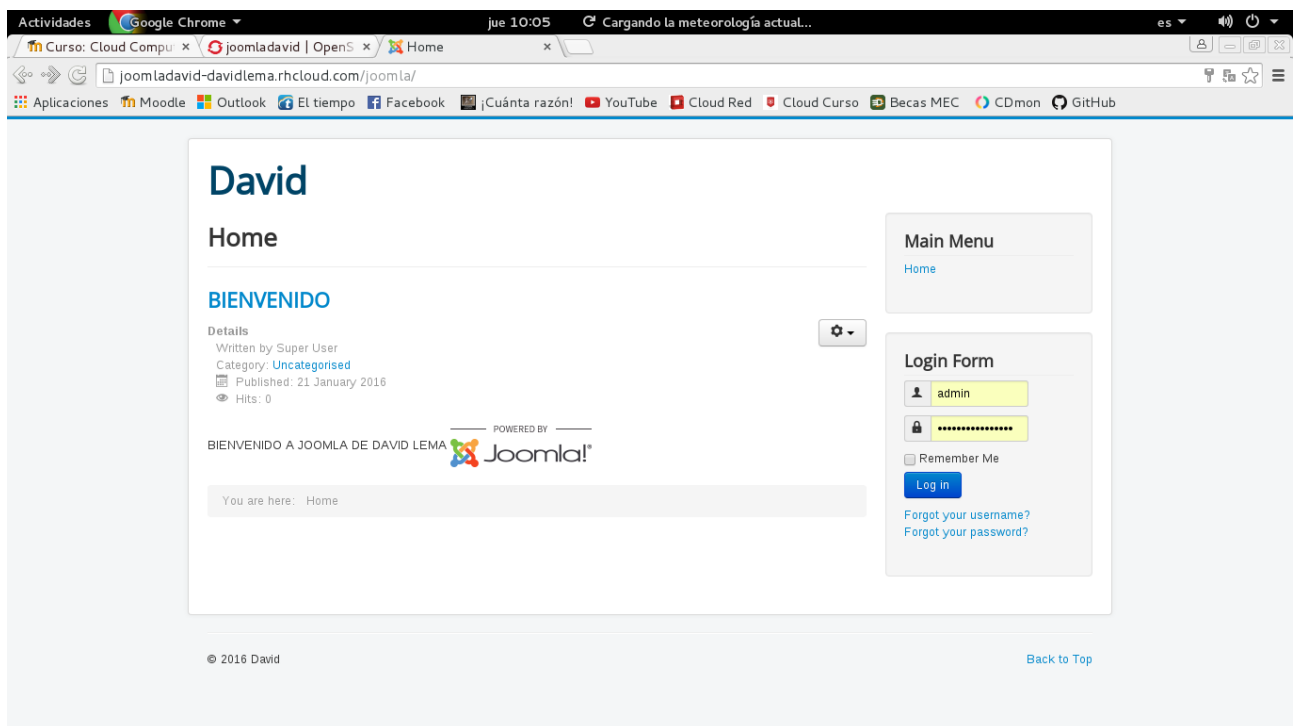 Actividades Google Chrome jue 10:05 Cargando la meteorología actual... es
Curso: Cloud Compu joomladavid | OpenS Home
joomladavid-davidlema.rhcloud.com/joomla/
Aplicaciones Moodle Outlook El tiempo Facebook ¡Cuánta razón! YouTube Cloud Red Cloud Curso Becas MEC CDmon GitHub
David
Home
BIENVENIDO
Details
Written by Super User
Category: Uncategorised
Published: 21 January 2016
Hits: 0
BIENVENIDO A JOOMLA DE DAVID LEMA
POWERED BY
Joomla!®
You are here: Home
Main Menu
Home
Login Form
admin
••••••••••••••••
Remember Me
Log in
Forgot your username?
Forgot your password?
© 2016 David
Back to Top